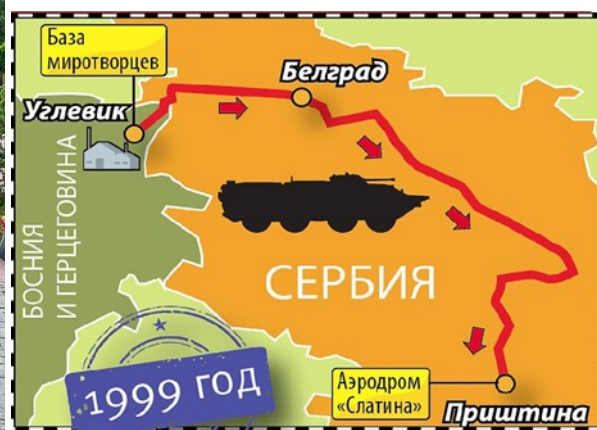 База
миротворцев
Белград
Углевик
БОСНИЯ
И ГЕРЦЕГОВИНА
СЕРБИЯ
1999 ГОД
Аэродром
«Слатина»
Приштина